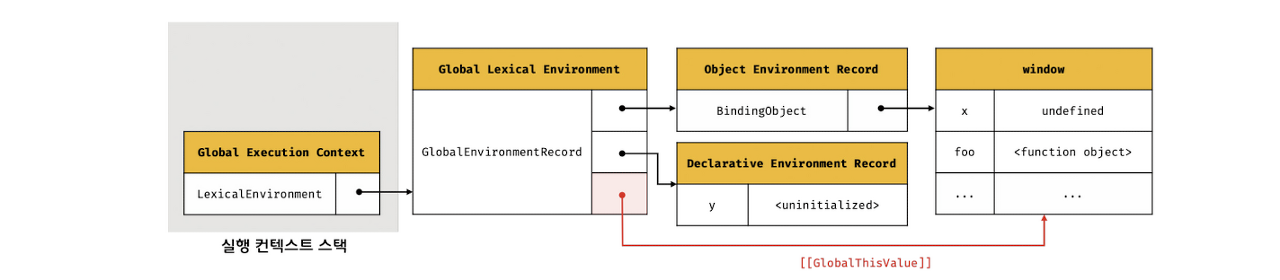 Global Execution Context
LexicalEnvironment
실행 컨텍스트 스택
Global Lexical Environment
GlobalEnvironmentRecord
Object Environment Record
BindingObject
Declarative Environment Record
y <uninitialized>
window
x undefined
foo <function object>
... ...
[[GlobalThisValue]]